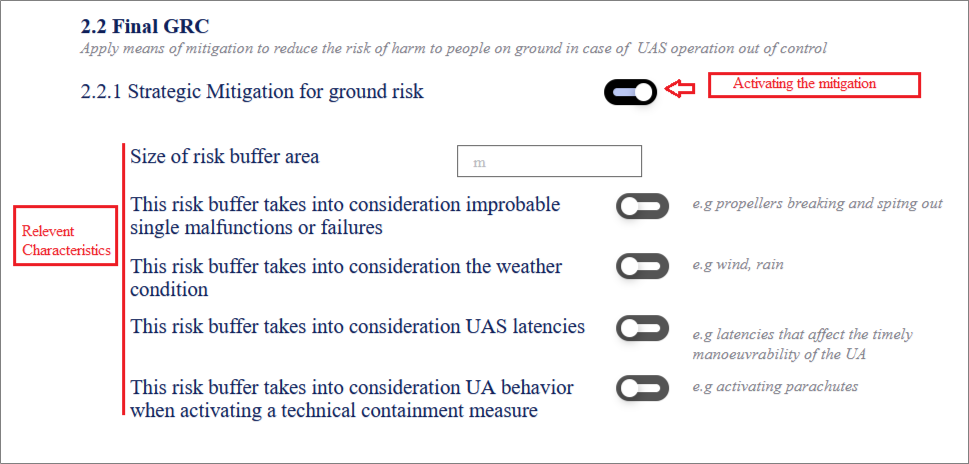 2.2 Final GRC
Apply means of mitigation to reduce the risk of harm to people on ground in case of UAS operation out of control
2.2.1 Strategic Mitigation for ground risk
Activating the mitigation
Size of risk buffer area
m
Relevent
Characteristics
This risk buffer takes into consideration improbable
single malfunctions or failures
e.g propellers breaking and spitng out
This risk buffer takes into consideration the weather
condition
e.g wind, rain
This risk buffer takes into consideration UAS latencies
e.g latencies that affect the timely
manoeuvrability of the UA
This risk buffer takes into consideration UA behavior
when activating a technical containment measure
e.g activating parachutes